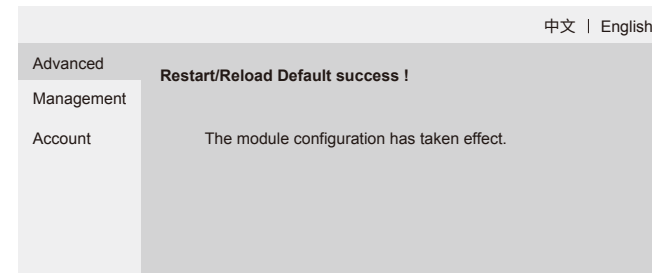 中文 | English
Advanced
Restart/Reload Default success !
Management
Account
The module configuration has taken effect.